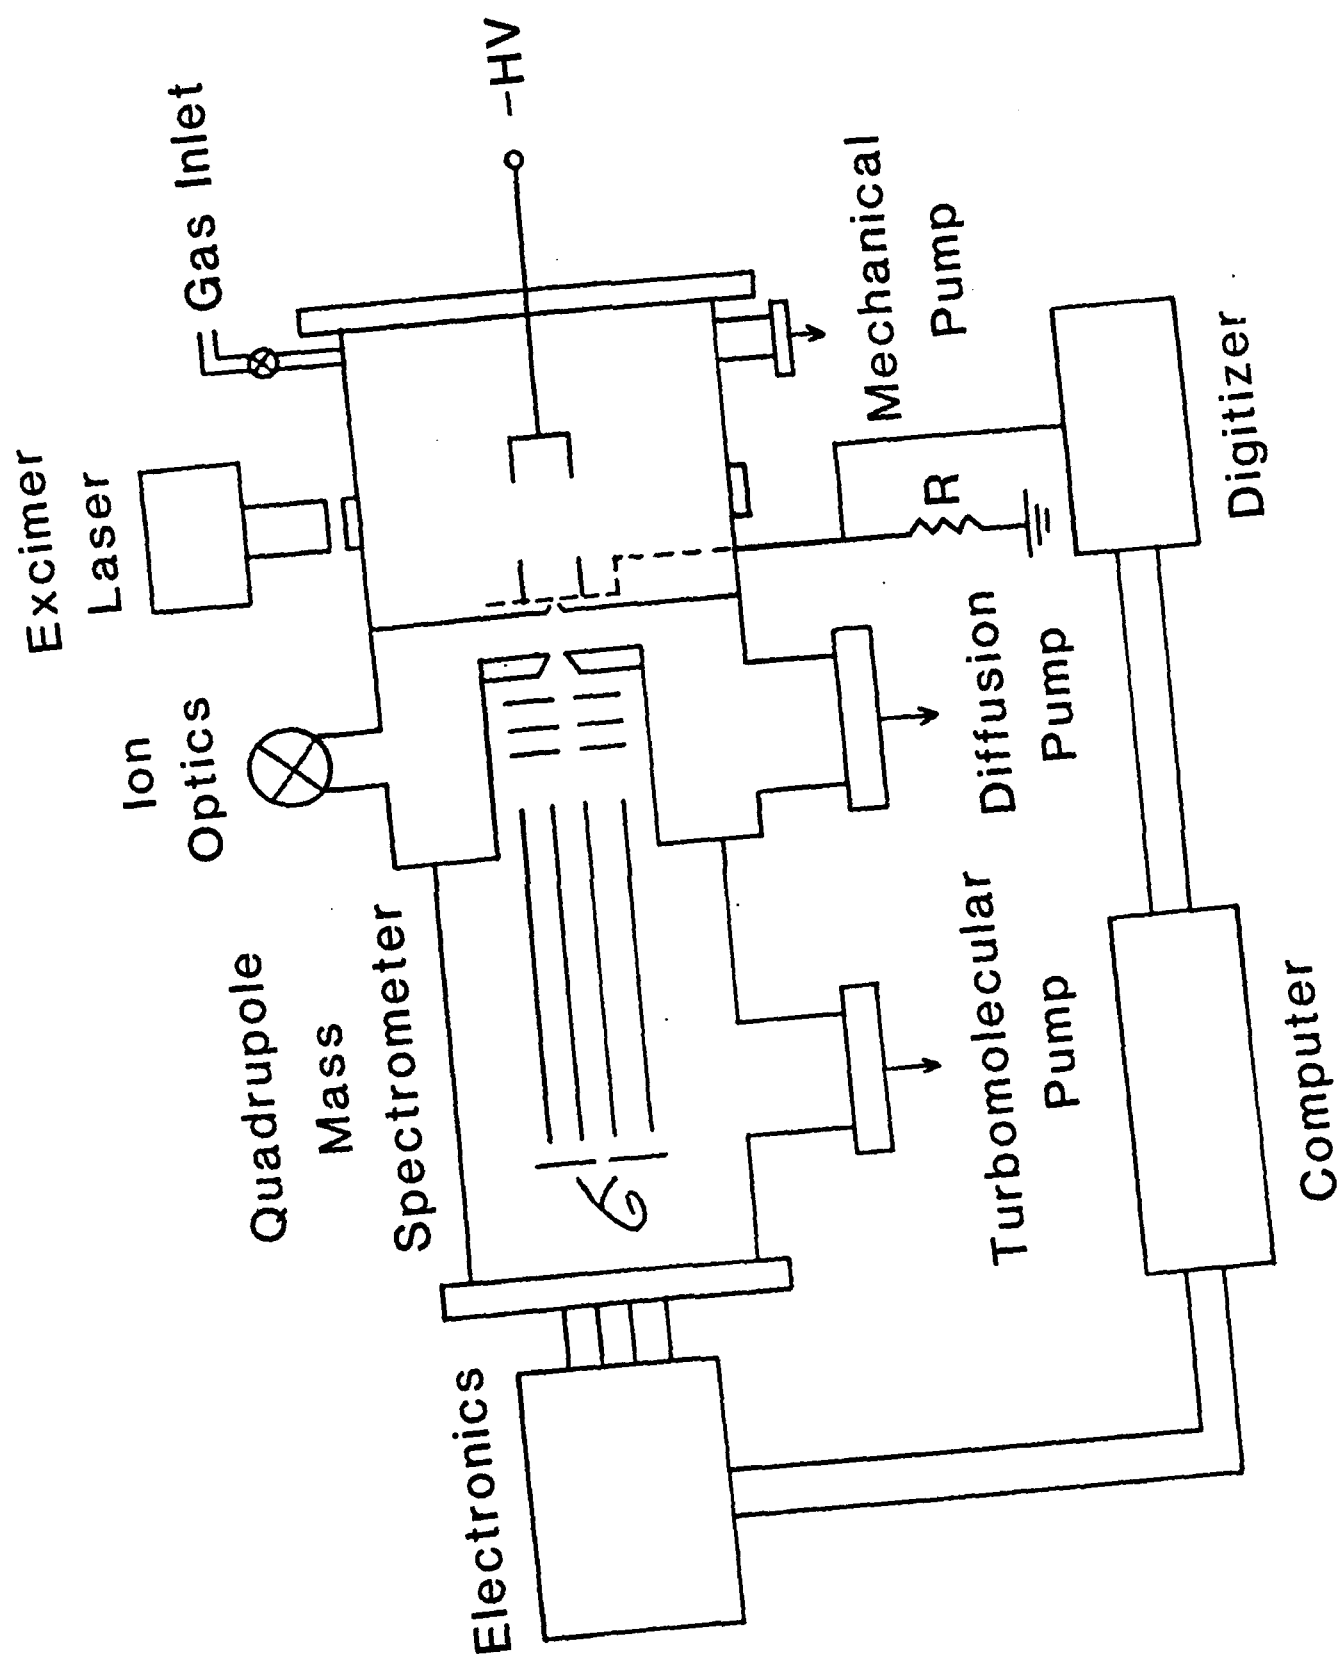 Electronics
Quadrupole
Mass
Spectrometer
Ion
Optics
Excimer
Laser
Gas Inlet
-HV
Mechanical
Pump
R
Digitizer
Diffusion
Pump
Turbomolecular
Pump
Computer